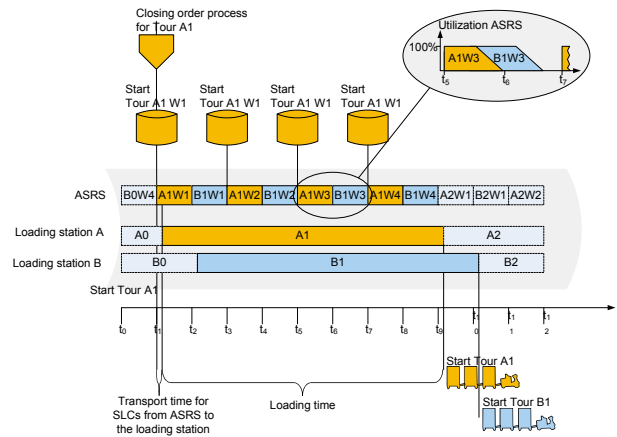 Closing order process
for Tour A1
Utilization ASRS
100%
A1W3 B1W3
t5 t6 t7
Start Start Start Start
Tour A1 W1 Tour A1 W1 Tour A1 W1 Tour A1 W1
ASRS B0W4 A1W1 B1W1 A1W2 B1W2 A1W3 B1W3 A1W4 B1W4 A2W1 B2W1 A2W2
Loading station A A0 A1 A2
Loading station B B0 B1 B2
Start Tour A1
t0 t1 t2 t3 t4 t5 t6 t7 t8 t9 t10 t11 t12
Start Tour A1
Transport time for
SLCs from ASRS to
the loading station
Loading time
Start Tour B1